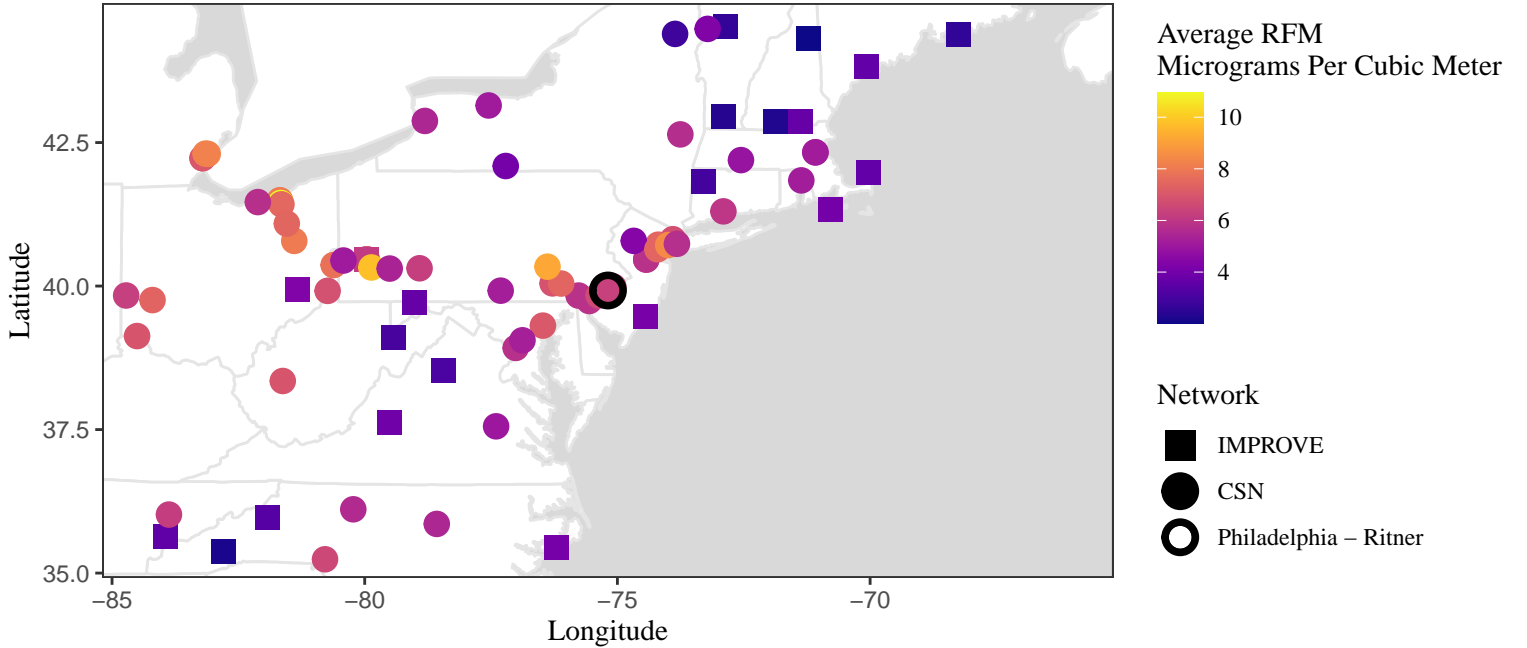 Average RFM
Micrograms Per Cubic Meter
10
8
6
4
Network
IMPROVE
CSN
Philadelphia – Ritner
Latitude
42.5
40.0
37.5
35.0
−85
−80
−75
−70
Longitude